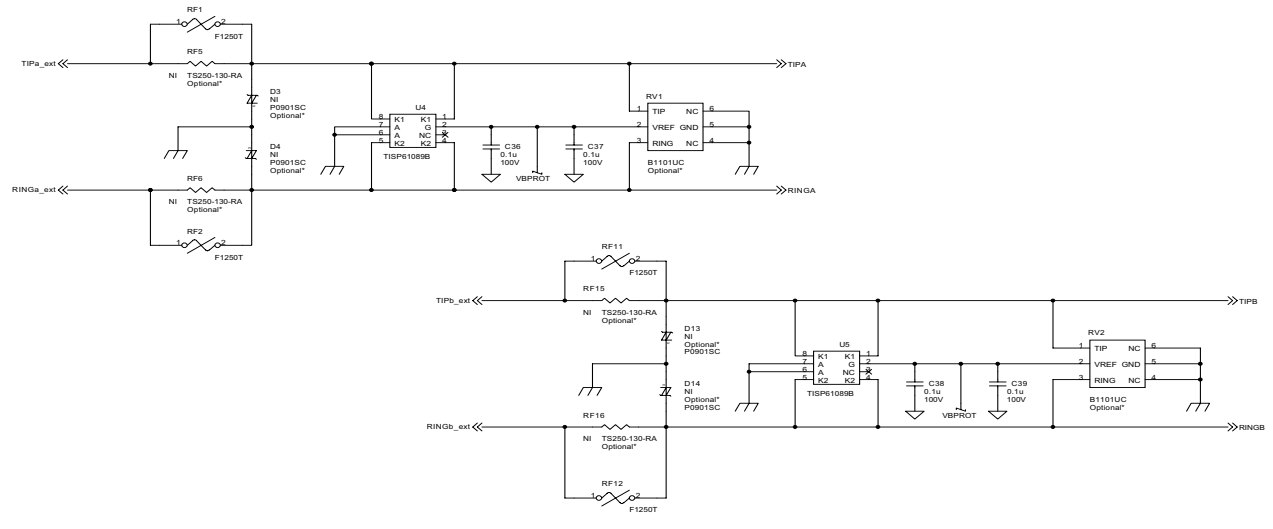 RF1
1 2
F1250T
TIPa_ext
RF5
TIPA
NI TS250-130-RA
Optional*
D3
NI
P0901SC
Optional*
U4
8 K1 K1 1
7 A G 2
6 A NC 3
5 K2 K2 4
TISP61089B
C36
0.1u
100V
VBPROT
C37
0.1u
100V
RV1
1 TIP NC 6
2 VREF GND 5
3 RING NC 4
B1101UC
Optional*
D4
NI
P0901SC
Optional*
RINGa_ext
RF6
RINGA
NI TS250-130-RA
Optional*
RF2
1 2
F1250T
RF11
1 2
F1250T
TIPb_ext
RF15
TIPB
NI TS250-130-RA
Optional*
D13
NI
Optional*
P0901SC
U5
8 K1 K1 1
7 A G 2
6 A NC 3
5 K2 K2 4
TISP61089B
C38
0.1u
100V
VBPROT
C39
0.1u
100V
RV2
1 TIP NC 6
2 VREF GND 5
3 RING NC 4
B1101UC
Optional*
D14
NI
Optional*
P0901SC
RINGb_ext
RF16
RINGB
NI TS250-130-RA
Optional*
RF12
1 2
F1250T